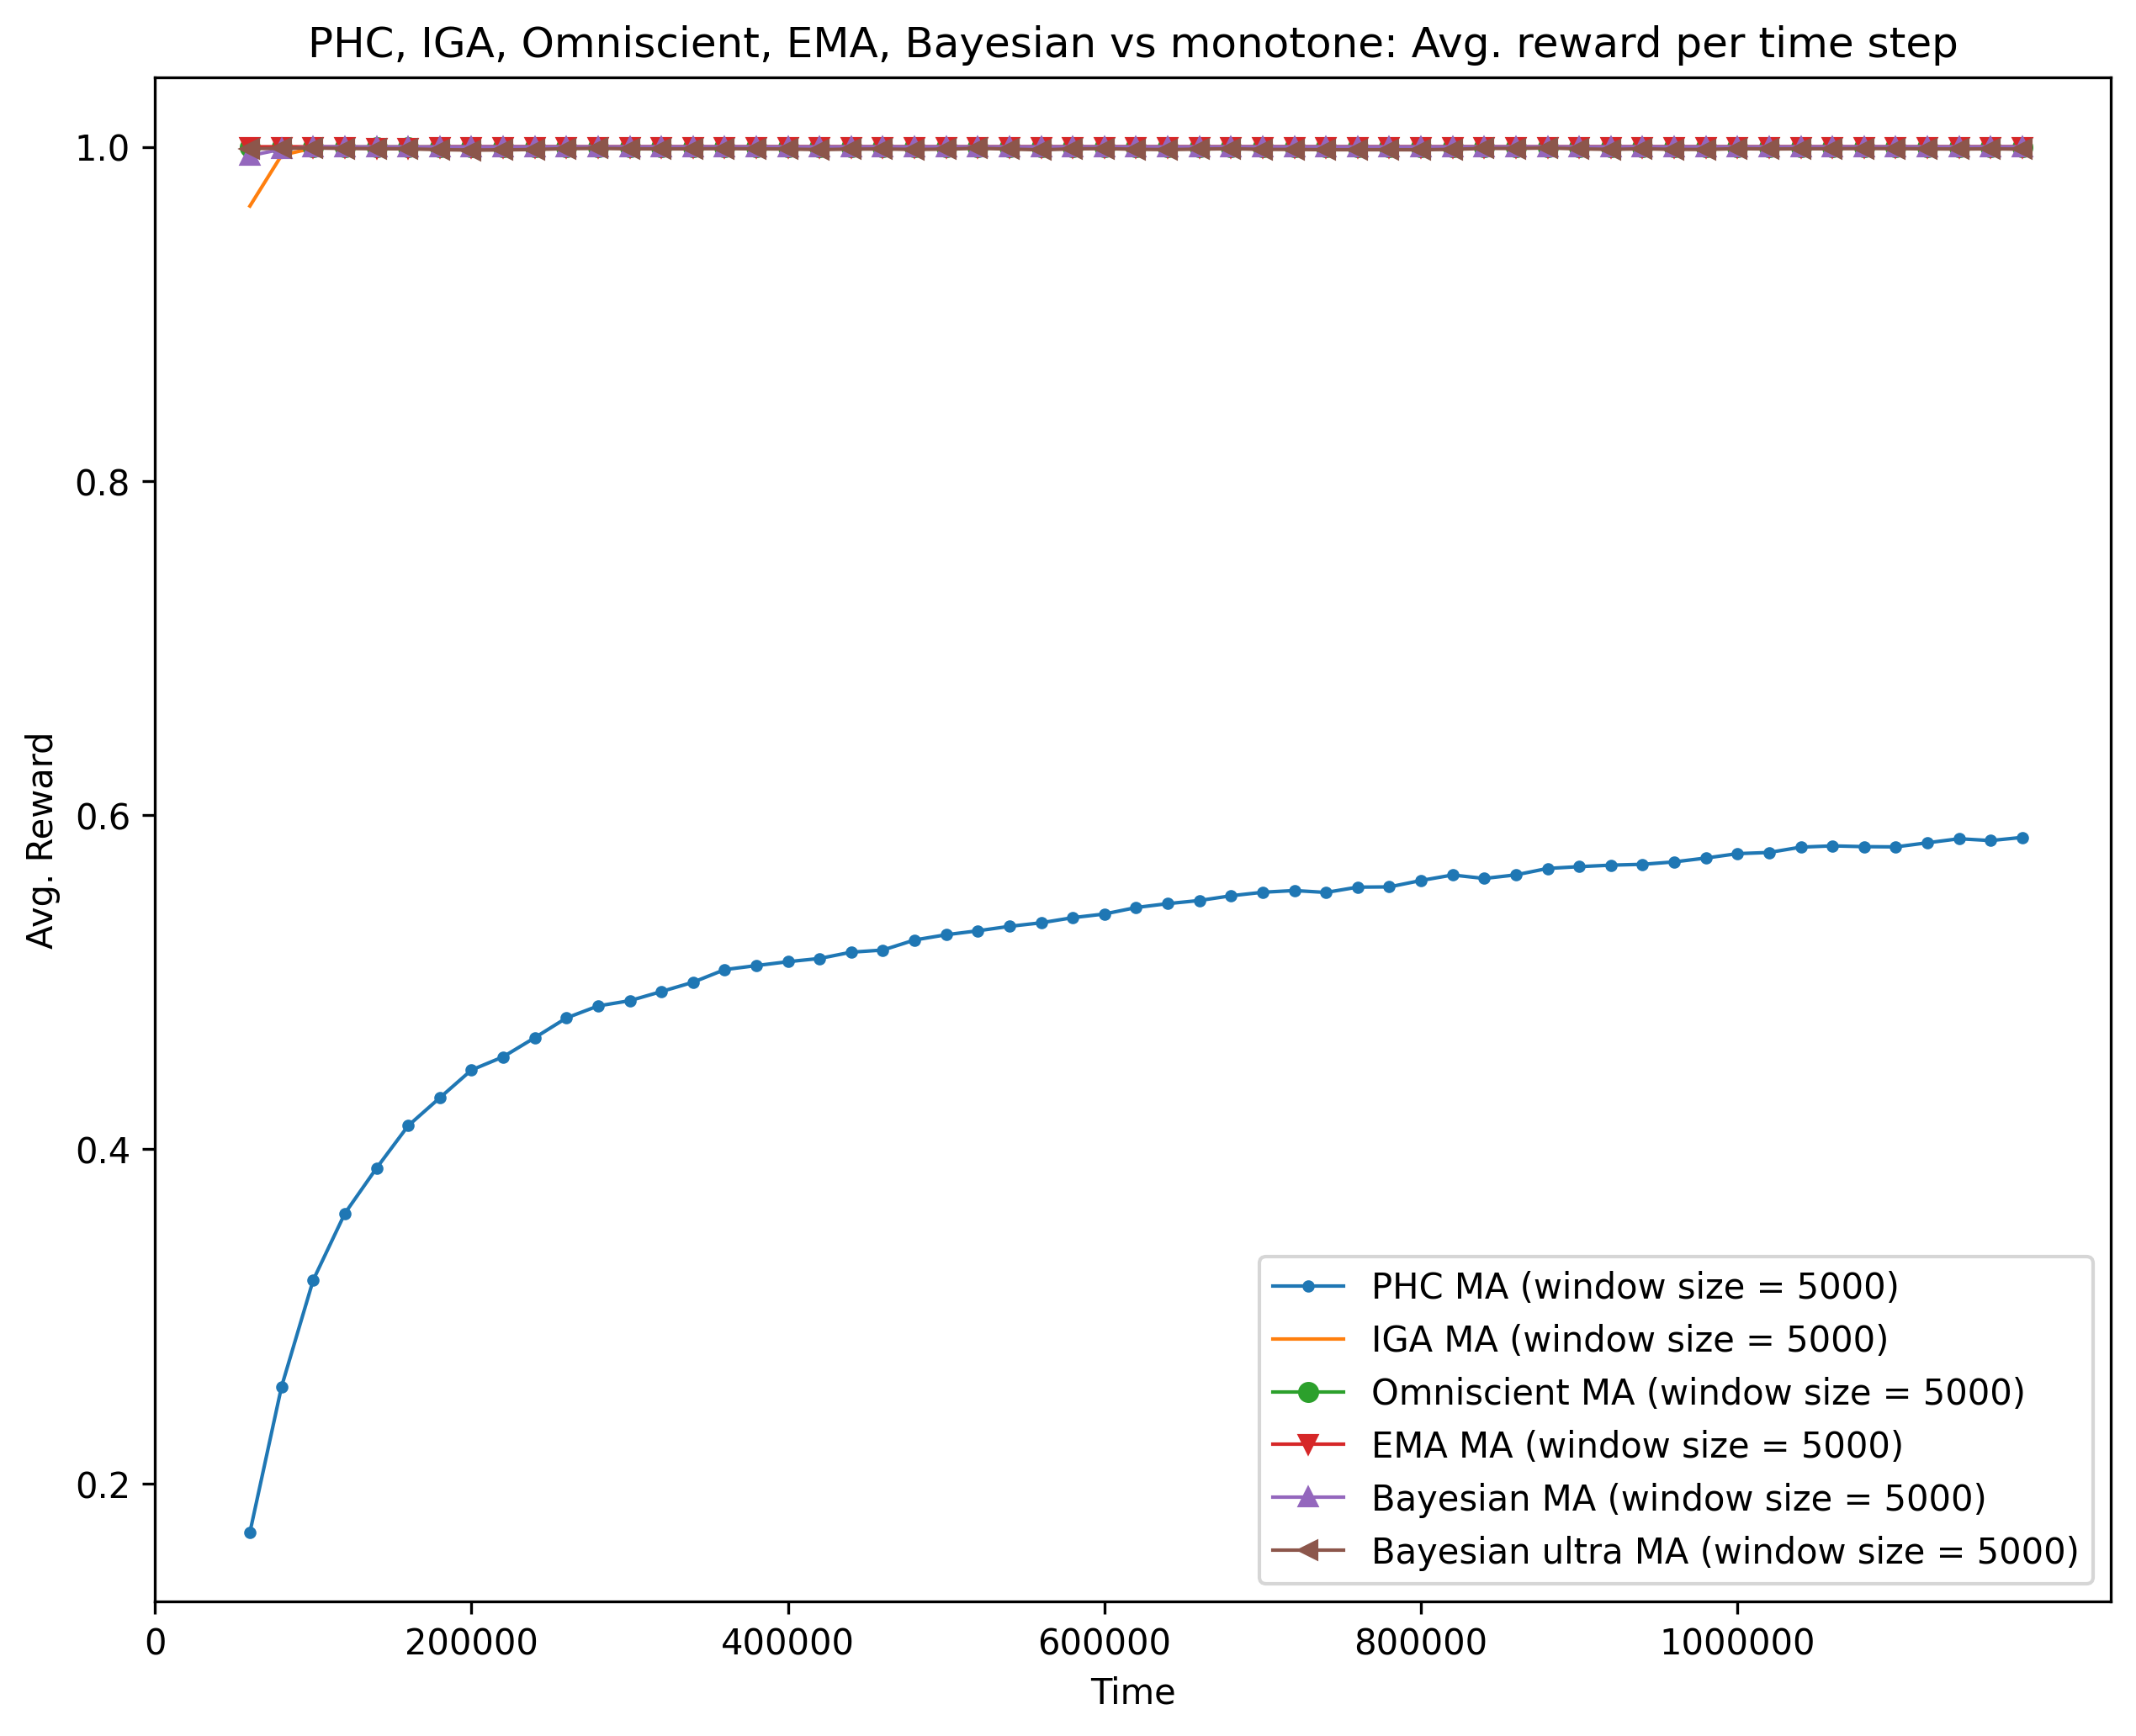 PHC, IGA, Omniscient, EMA, Bayesian vs monotone: Avg. reward per time step
1.0
0.8
0.6
0.4
0.2
Avg. Reward
0
200000
400000
600000
800000
1000000
Time
PHC MA (window size = 5000)
IGA MA (window size = 5000)
Omniscient MA (window size = 5000)
EMA MA (window size = 5000)
Bayesian MA (window size = 5000)
Bayesian ultra MA (window size = 5000)